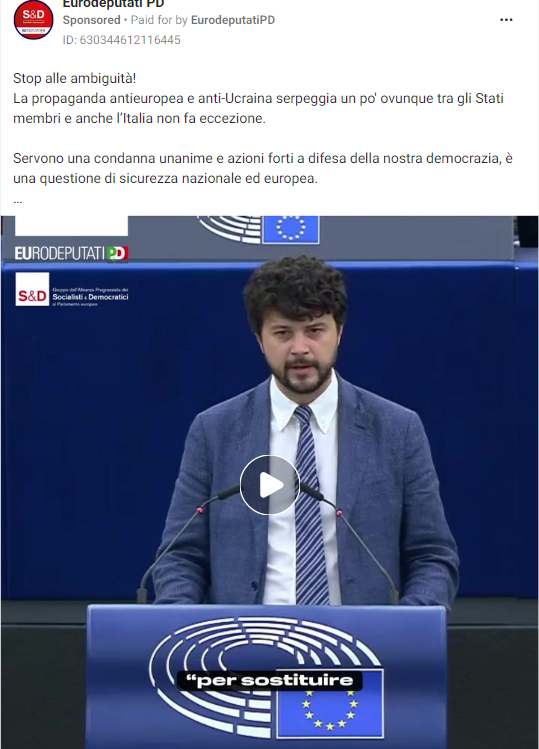 Eurodeputati PD
Sponsored • Paid for by EurodeputatiPD
ID: 630344612116445
S&D
Stop alle ambiguità!
La propaganda antieuropea e anti-Ucraina serpeggia un po' ovunque tra gli Stati
membri e anche l'Italia non fa eccezione.
Servono una condanna unanime e azioni forti a difesa della nostra democrazia, è
una questione di sicurezza nazionale ed europea.
...
EURODEPUTATI PD
S&D
Gruppo dell'Alleanza Progressista dei
Socialisti & Democratici
al Parlamento europeo
“per sostituire